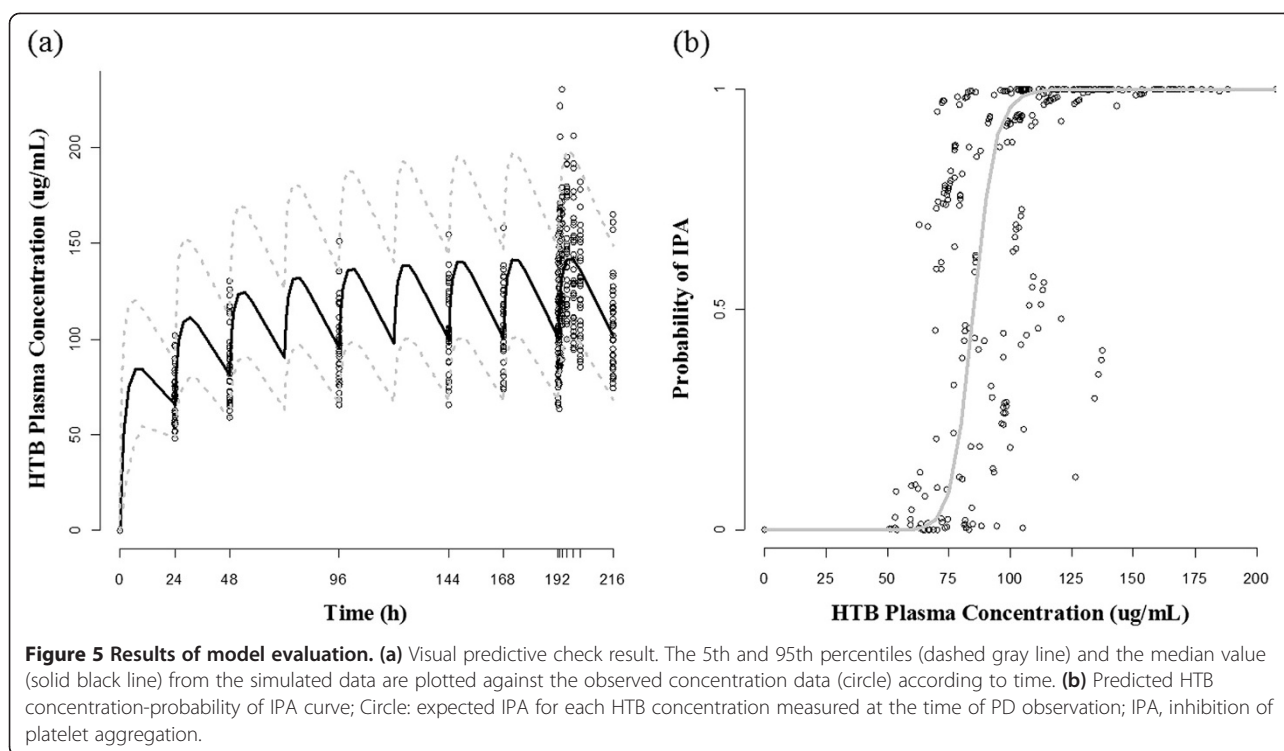 (a)
(b)
HTB Plasma Concentration (ug/mL)
200
150
100
50
0
0 24 48 96 144 168 192 216
Time (h)
Probability of IPA
1
0.5
0
0 25 50 75 100 125 150 175 200
HTB Plasma Concentration (ug/mL)
Figure 5 Results of model evaluation. (a) Visual predictive check result. The 5th and 95th percentiles (dashed gray line) and the median value
(solid black line) from the simulated data are plotted against the observed concentration data (circle) according to time. (b) Predicted HTB
concentration-probability of IPA curve; Circle: expected IPA for each HTB concentration measured at the time of PD observation; IPA, inhibition of
platelet aggregation.